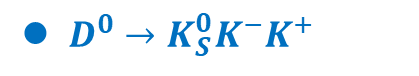 ● D⁰ → K⁰_S K⁻ K⁺